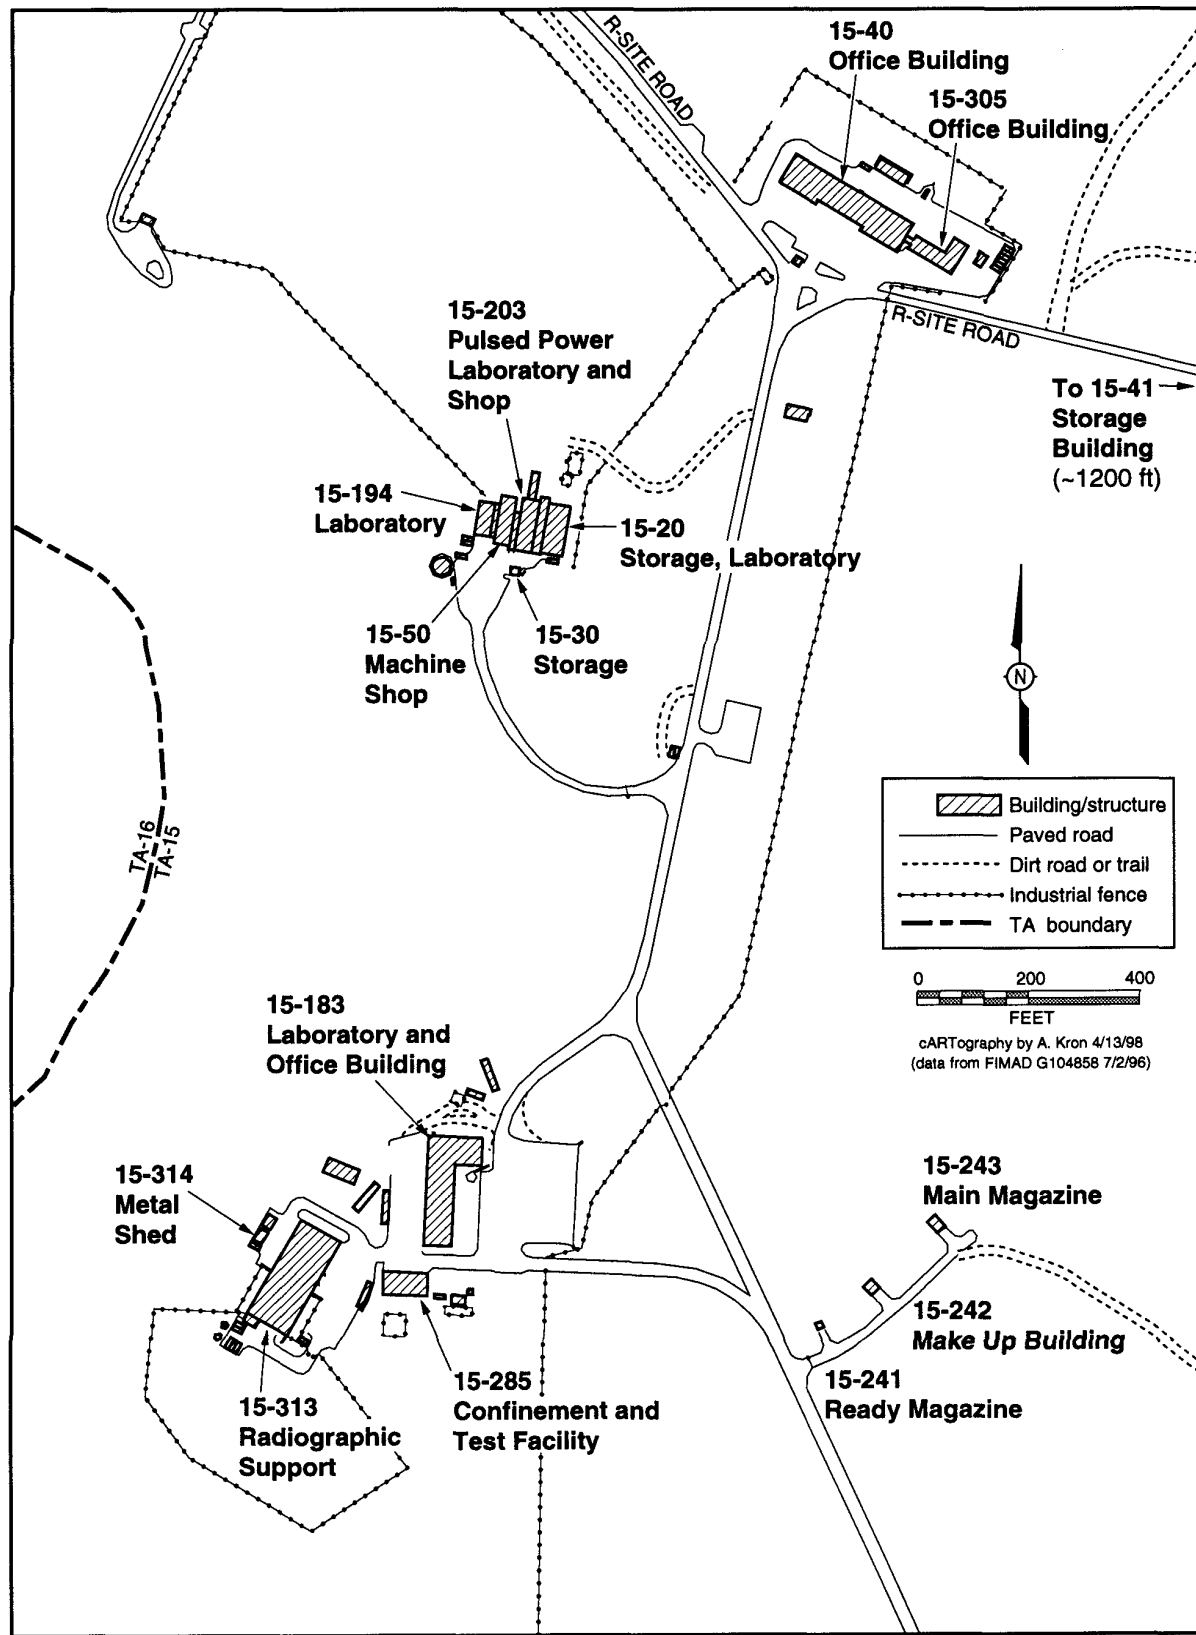 R-SITE ROAD
15-40
Office Building
15-305
Office Building
R-SITE ROAD
To 15-41
Storage
Building
(~1200 ft)
15-203
Pulsed Power
Laboratory and
Shop
15-194
Laboratory
15-20
Storage, Laboratory
15-50
Machine
Shop
15-30
Storage
N
TA-16
TA-15
Building/structure
Paved road
Dirt road or trail
Industrial fence
TA boundary
0 200 400
FEET
cARTography by A. Kron 4/13/98
(data from FIMAD G104858 7/2/96)
15-183
Laboratory and
Office Building
15-314
Metal
Shed
15-243
Main Magazine
15-242
Make Up Building
15-241
Ready Magazine
15-285
Confinement and
Test Facility
15-313
Radiographic
Support